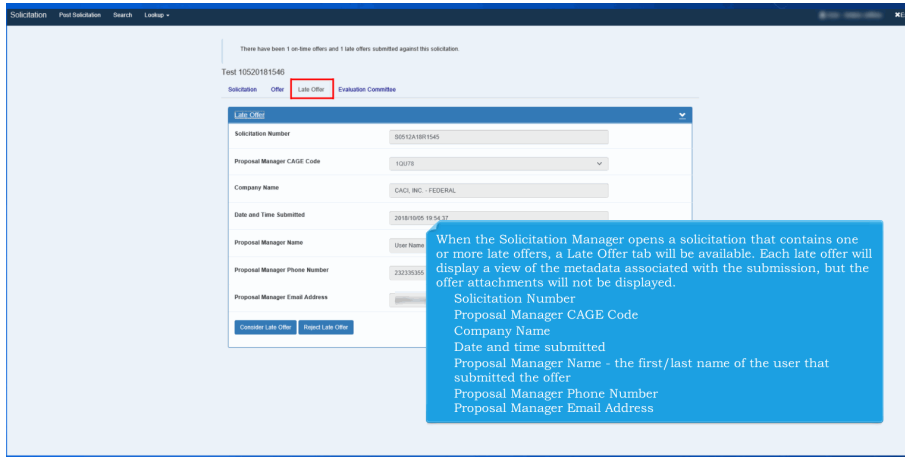 Solicitation Post Solicitation Search Lookup
There have been 1 on-time offers and 1 late offers submitted against this solicitation.
Test 10520181546
Solicitation Offer Late Offer Evaluation Committee
Late Offer
Solicitation Number S0512A18R1545
Proposal Manager CAGE Code 1QU78
Company Name CACI, INC. - FEDERAL
Date and Time Submitted 2018/10/05 19:54:37
Proposal Manager Name User Name
Proposal Manager Phone Number 232335355
Proposal Manager Email Address
Consider Late Offer Reject Late Offer
When the Solicitation Manager opens a solicitation that contains one
or more late offers, a Late Offer tab will be available. Each late offer will
display a view of the metadata associated with the submission, but the
offer attachments will not be displayed.
Solicitation Number
Proposal Manager CAGE Code
Company Name
Date and time submitted
Proposal Manager Name - the first/last name of the user that
submitted the offer
Proposal Manager Phone Number
Proposal Manager Email Address